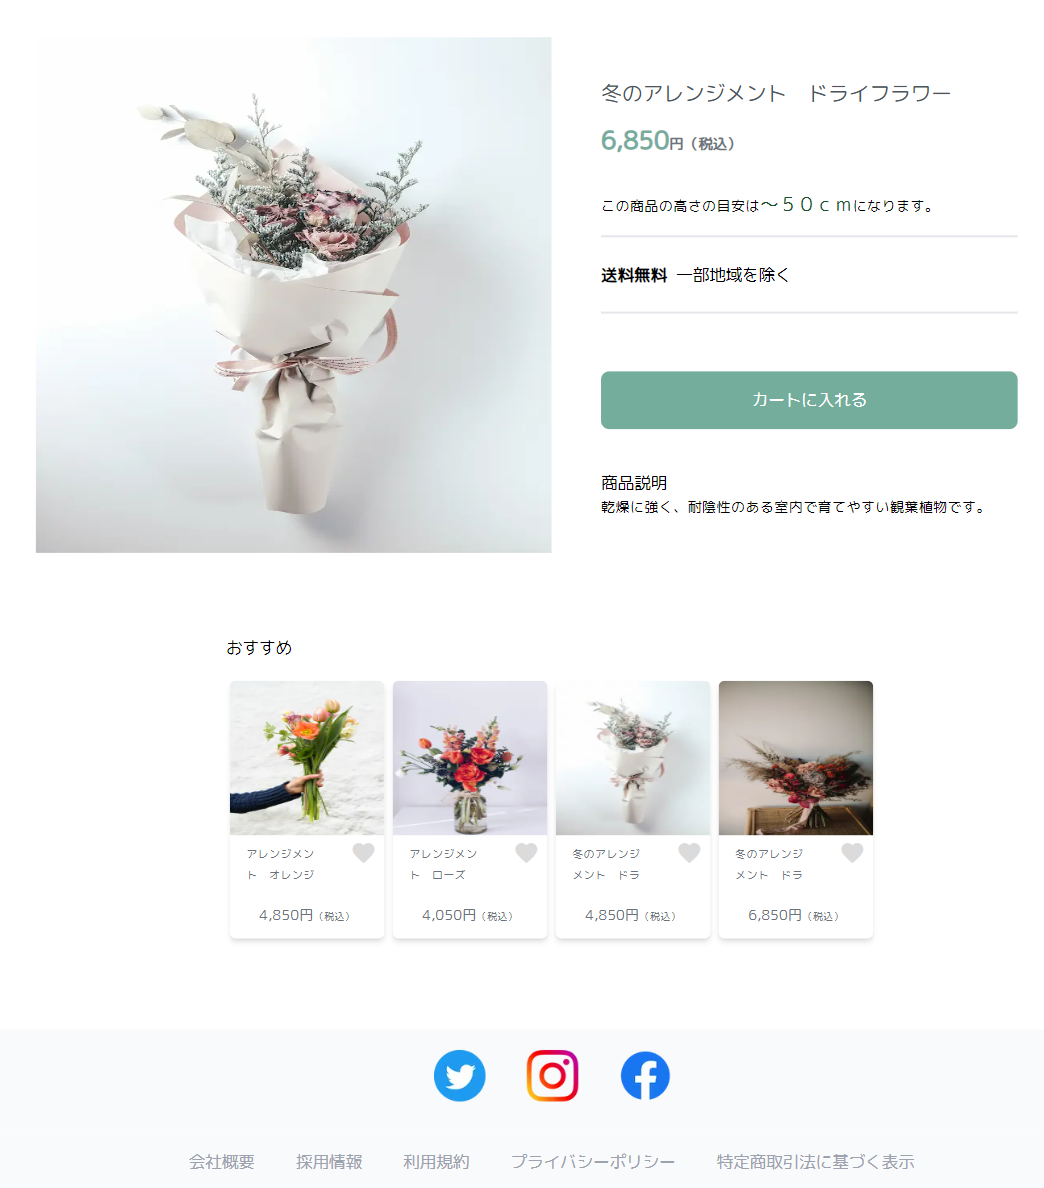 冬のアレンジメント　ドライフラワー
6,850円（税込）
この商品の高さの目安は～５０ｃｍになります。
送料無料 一部地域を除く
カートに入れる
商品説明
乾燥に強く、耐陰性のある室内で育てやすい観葉植物です。
おすすめ
アレンジメン
ト　オレンジ
4,850円（税込）
アレンジメン
ト　ローズ
4,050円（税込）
冬のアレンジ
メント　ドラ
4,850円（税込）
冬のアレンジ
メント　ドラ
6,850円（税込）
会社概要 採用情報 利用規約 プライバシーポリシー 特定商取引法に基づく表示